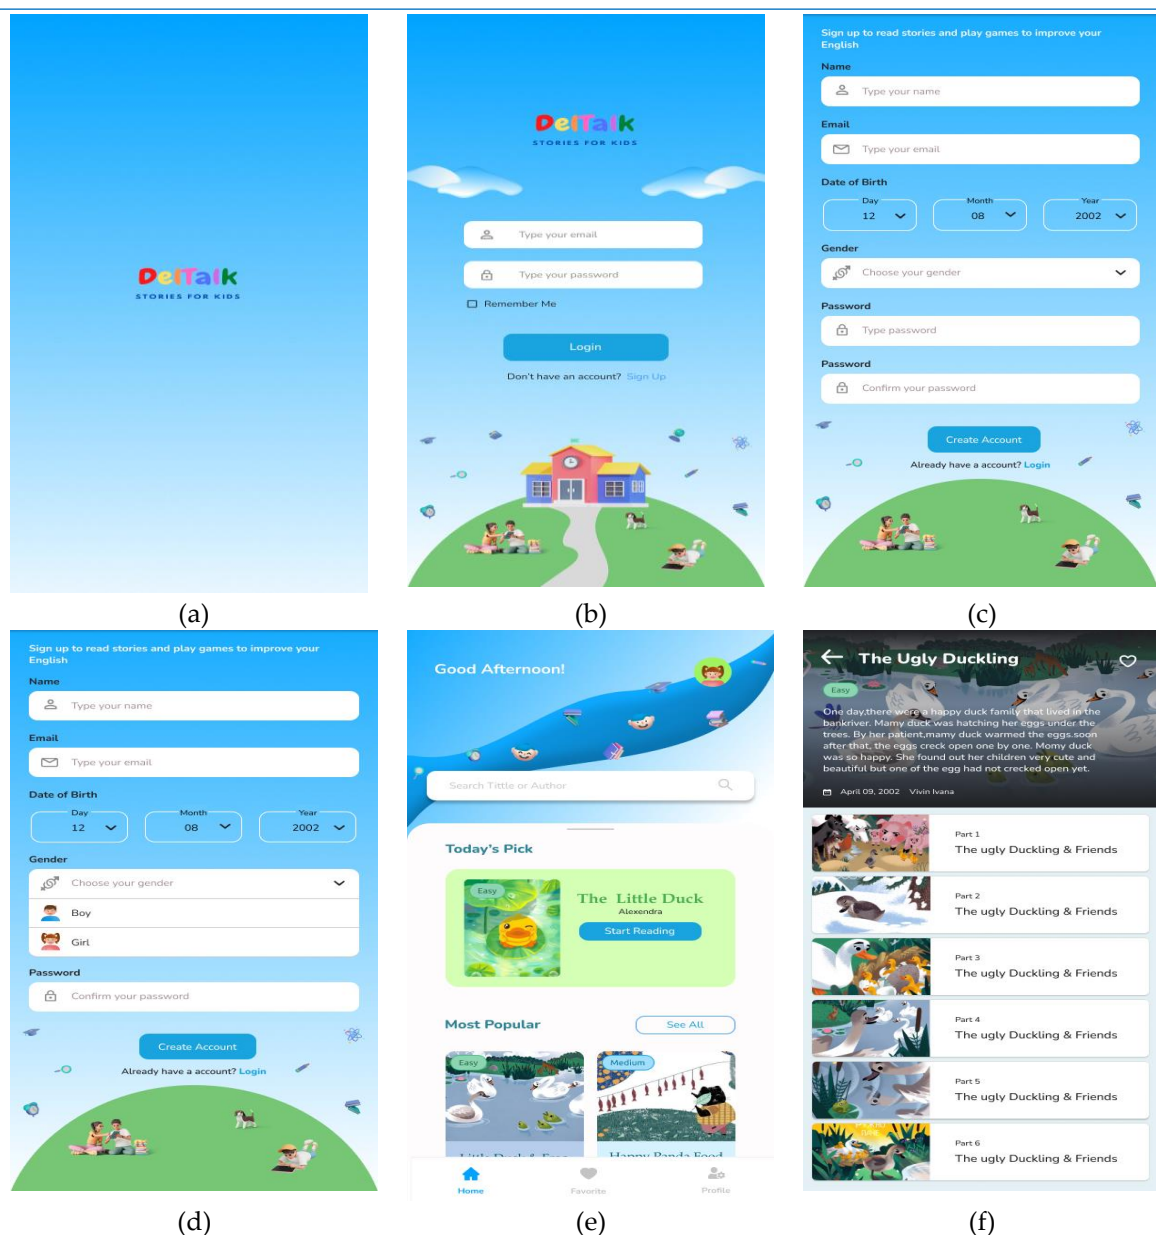 DelTalk
STORIES FOR KIDS
(a)
DelTalk
STORIES FOR KIDS
Type your email
Type your password
Remember Me
Login
Don't have an account? Sign Up
(b)
Sign up to read stories and play games to improve your
English
Name
Type your name
Email
Type your email
Date of Birth
Day Month Year
12 08 2002
Gender
Choose your gender
Password
Type password
Password
Confirm your password
Create Account
Already have a account? Login
(c)
Sign up to read stories and play games to improve your
English
Name
Type your name
Email
Type your email
Date of Birth
Day Month Year
12 08 2002
Gender
Choose your gender
Boy
Girl
Password
Confirm your password
Create Account
Already have a account? Login
(d)
Good Afternoon!
Search Tittle or Author
Today's Pick
Easy
The Little Duck
Alexendra
Start Reading
Most Popular
See All
Easy
Medium
Little Duck & Frog
Happy Panda Food
Home Favorite Profile
(e)
The Ugly Duckling
Easy
One day,there were a happy duck family that lived in the
bankriver. Mamy duck was hatching her eggs under the
trees. By her patient,mamy duck warmed the eggs.soon
after that, the eggs creck open one by one. Momy duck
was so happy. She found out her children very cute and
beautiful but one of the egg had not crecked open yet.
April 09, 2002 Vivin Ivana
Part 1
The ugly Duckling & Friends
Part 2
The ugly Duckling & Friends
Part 3
The ugly Duckling & Friends
Part 4
The ugly Duckling & Friends
Part 5
The ugly Duckling & Friends
Part 6
The ugly Duckling & Friends
(f)